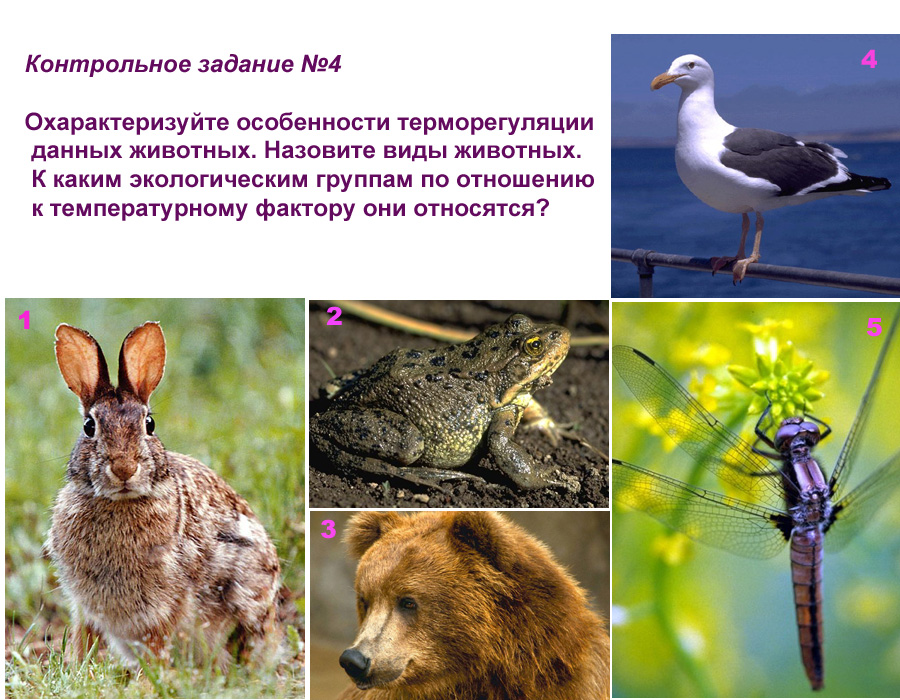 Контрольное задание №4
Охарактеризуйте особенности терморегуляции
данных животных. Назовите виды животных.
К каким экологическим группам по отношению
к температурному фактору они относятся?
4
1
2
5
3